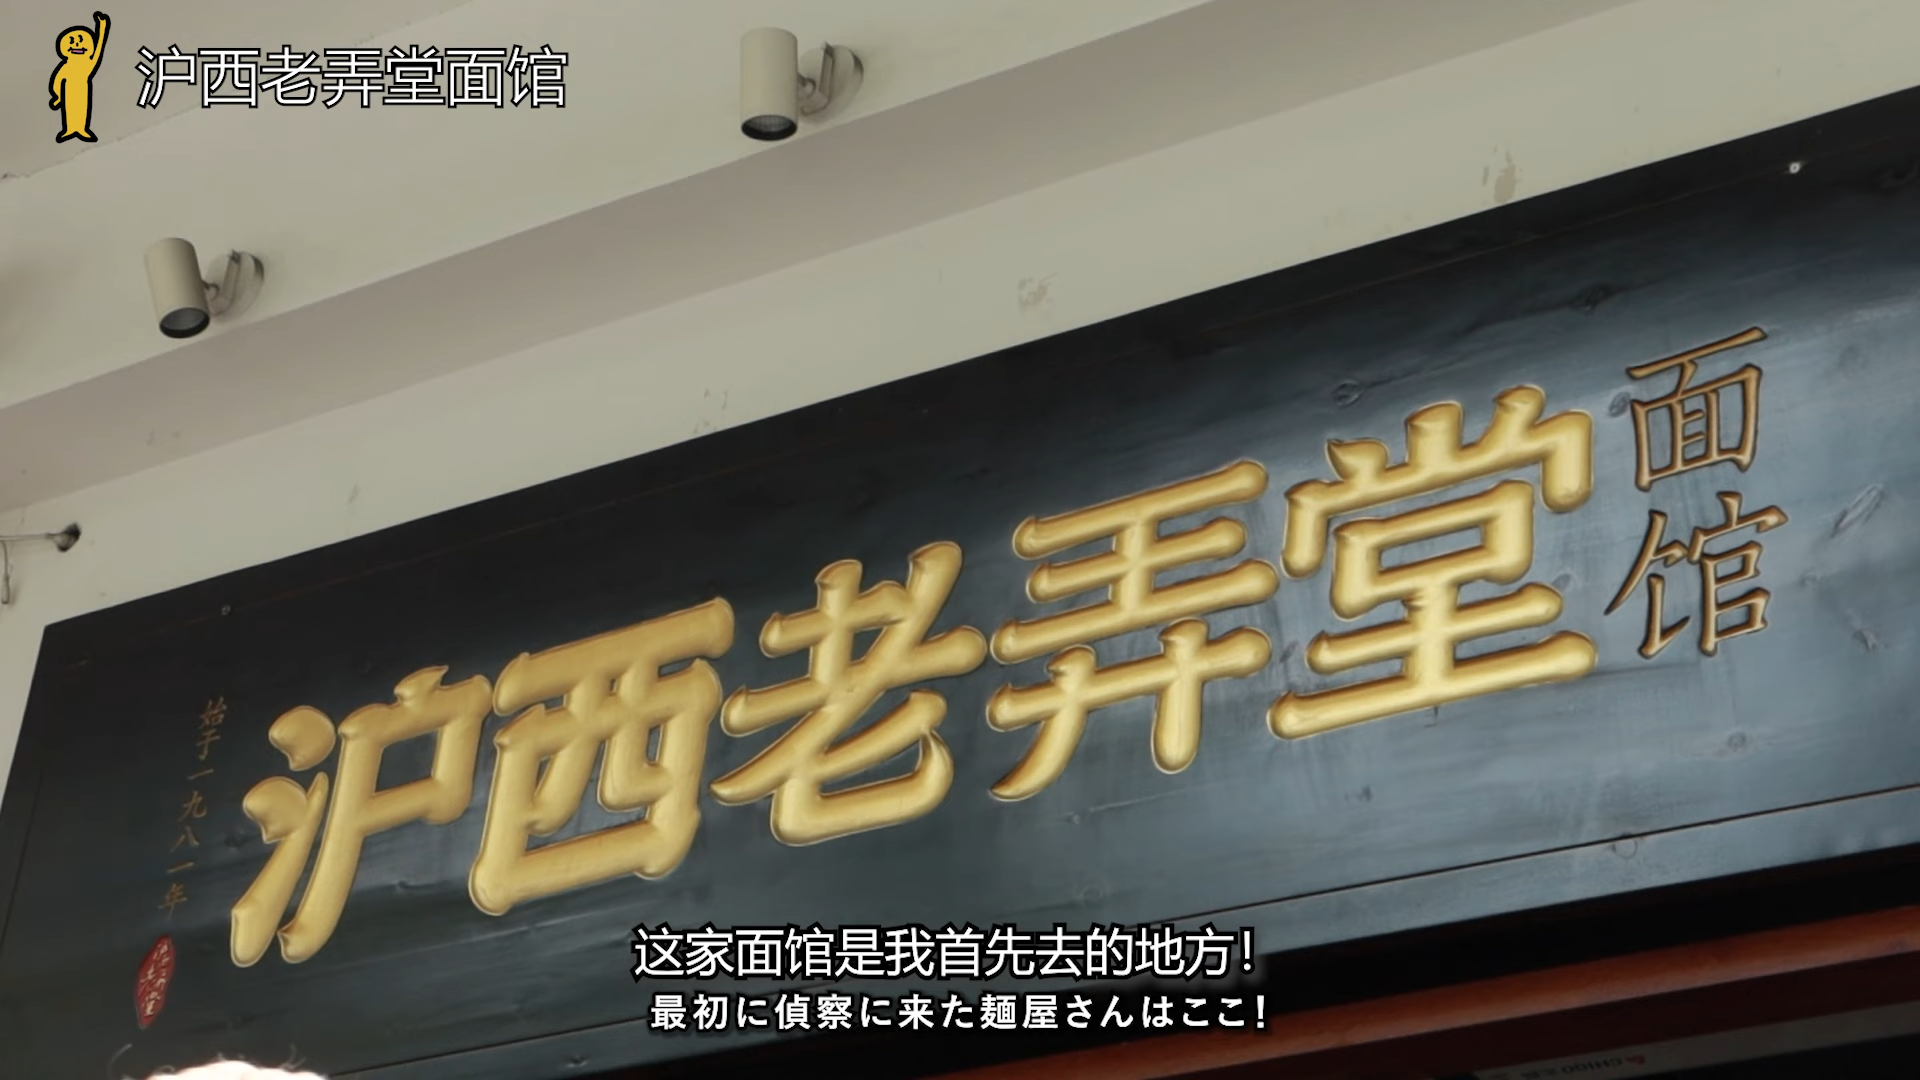 沪西老弄堂面馆
沪西老弄堂
面馆
始于一九八一年
这家面馆是我首先去的地方！
最初に偵察に来た麺屋さんはここ！
CHIGO